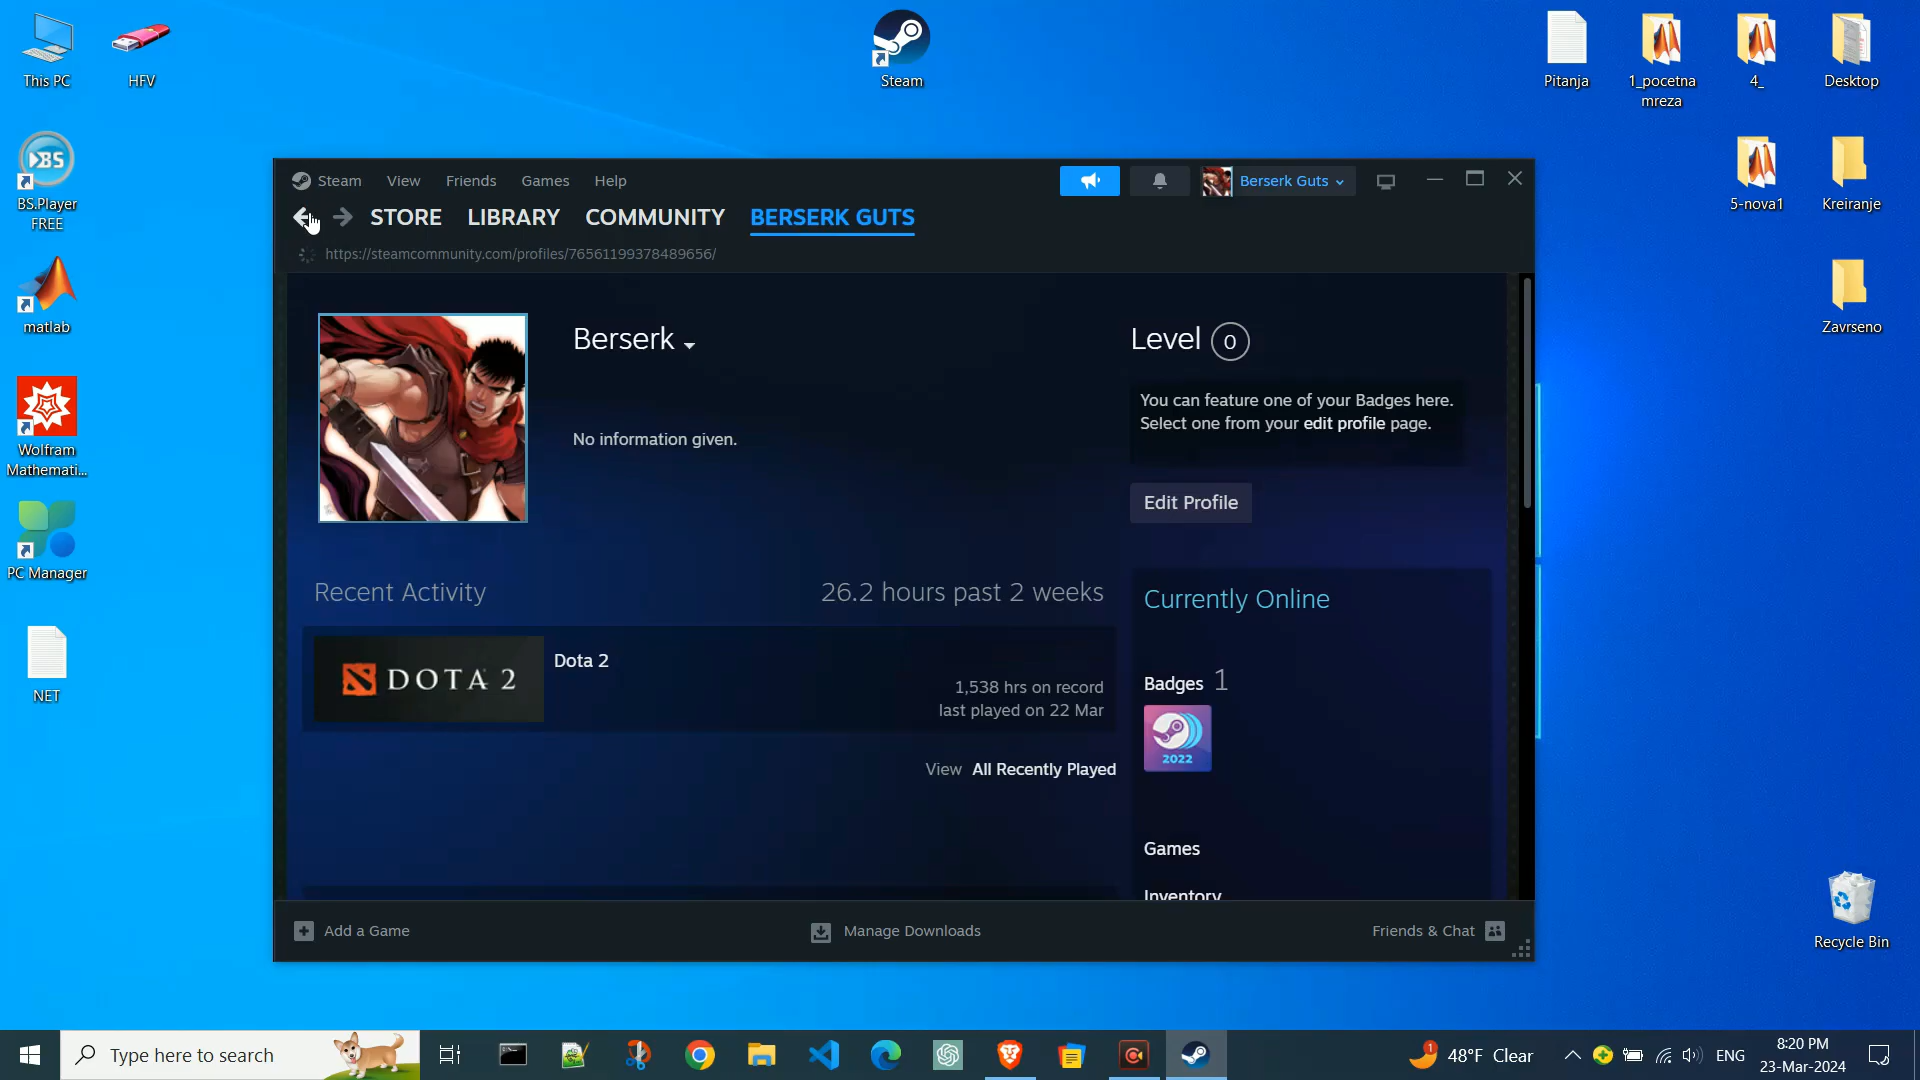 This PC
HFV
Steam
Pitanja
1_pocetna
mreza
4_
Desktop
BS
BS.Player
FREE
5-nova1
Kreiranje
matlab
Zavrseno
Wolfram
Mathemati...
PC Manager
NET
Recycle Bin
Steam View Friends Games Help
Berserk Guts
STORE LIBRARY COMMUNITY BERSERK GUTS
https://steamcommunity.com/profiles/76561199378489656/
Berserk
Level 0
You can feature one of your Badges here.
Select one from your edit profile page.
No information given.
Edit Profile
Recent Activity
26.2 hours past 2 weeks
Currently Online
DOTA 2
Dota 2
1,538 hrs on record
last played on 22 Mar
Badges 1
2022
View All Recently Played
Games
Inventory
Add a Game
Manage Downloads
Friends & Chat
Type here to search
1
48°F Clear
ENG
8:20 PM
23-Mar-2024